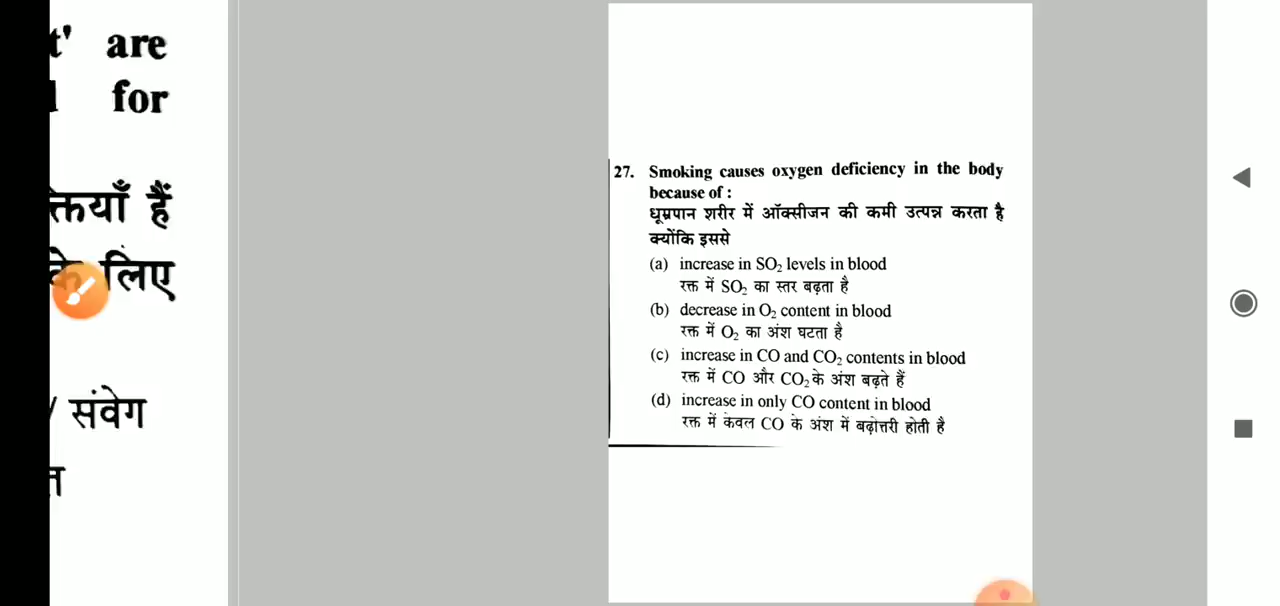 t' are
for
क्तियाँ हैं
के लिए
/ संवेग
त
27. Smoking causes oxygen deficiency in the body
because of :
धूम्रपान शरीर में ऑक्सीजन की कमी उत्पन्न करता है
क्योंकि इससे
(a) increase in SO₂ levels in blood
रक्त में SO₂ का स्तर बढ़ता है
(b) decrease in O₂ content in blood
रक्त में O₂ का अंश घटता है
(c) increase in CO and CO₂ contents in blood
रक्त में CO और CO₂ के अंश बढ़ते हैं
(d) increase in only CO content in blood
रक्त में केवल CO के अंश में बढ़ोत्तरी होती है